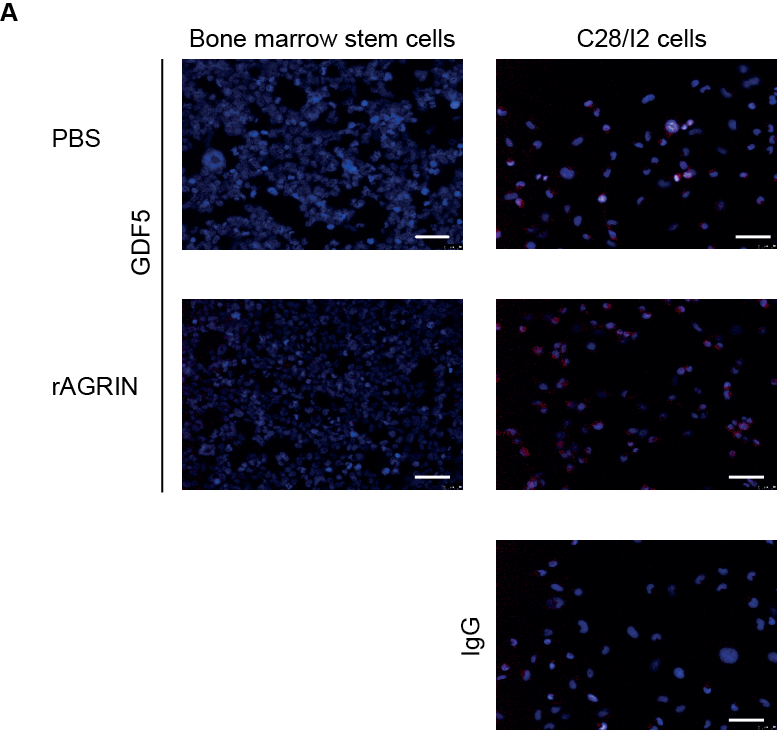 A
Bone marrow stem cells
C28/I2 cells
PBS
GDF5
rAGRIN
IgG